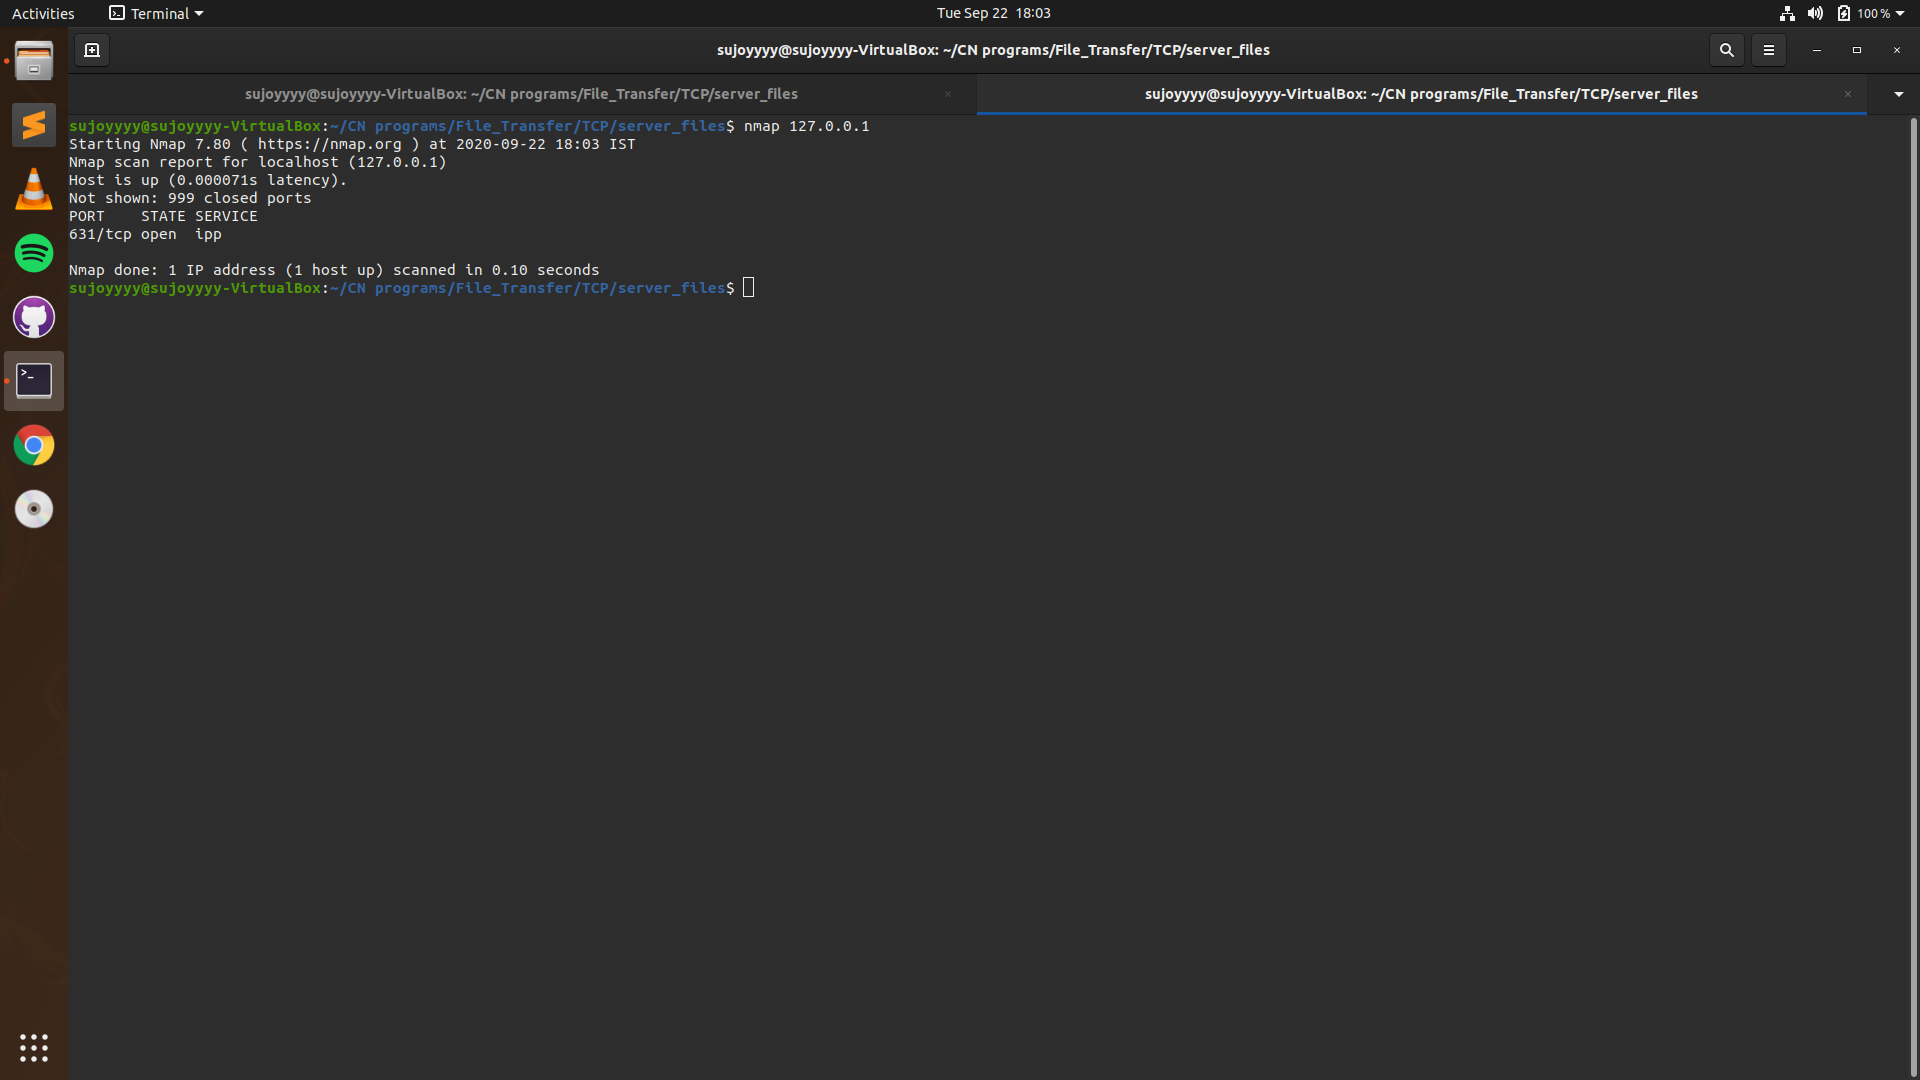 Activities
Terminal
Tue Sep 22 18:03
100 %
sujoyyyy@sujoyyyy-VirtualBox: ~/CN programs/File_Transfer/TCP/server_files
sujoyyyy@sujoyyyy-VirtualBox: ~/CN programs/File_Transfer/TCP/server_files
sujoyyyy@sujoyyyy-VirtualBox: ~/CN programs/File_Transfer/TCP/server_files
sujoyyyy@sujoyyyy-VirtualBox:~/CN programs/File_Transfer/TCP/server_files$ nmap 127.0.0.1
Starting Nmap 7.80 ( https://nmap.org ) at 2020-09-22 18:03 IST
Nmap scan report for localhost (127.0.0.1)
Host is up (0.000071s latency).
Not shown: 999 closed ports
PORT    STATE SERVICE
631/tcp open  ipp
Nmap done: 1 IP address (1 host up) scanned in 0.10 seconds
sujoyyyy@sujoyyyy-VirtualBox:~/CN programs/File_Transfer/TCP/server_files$